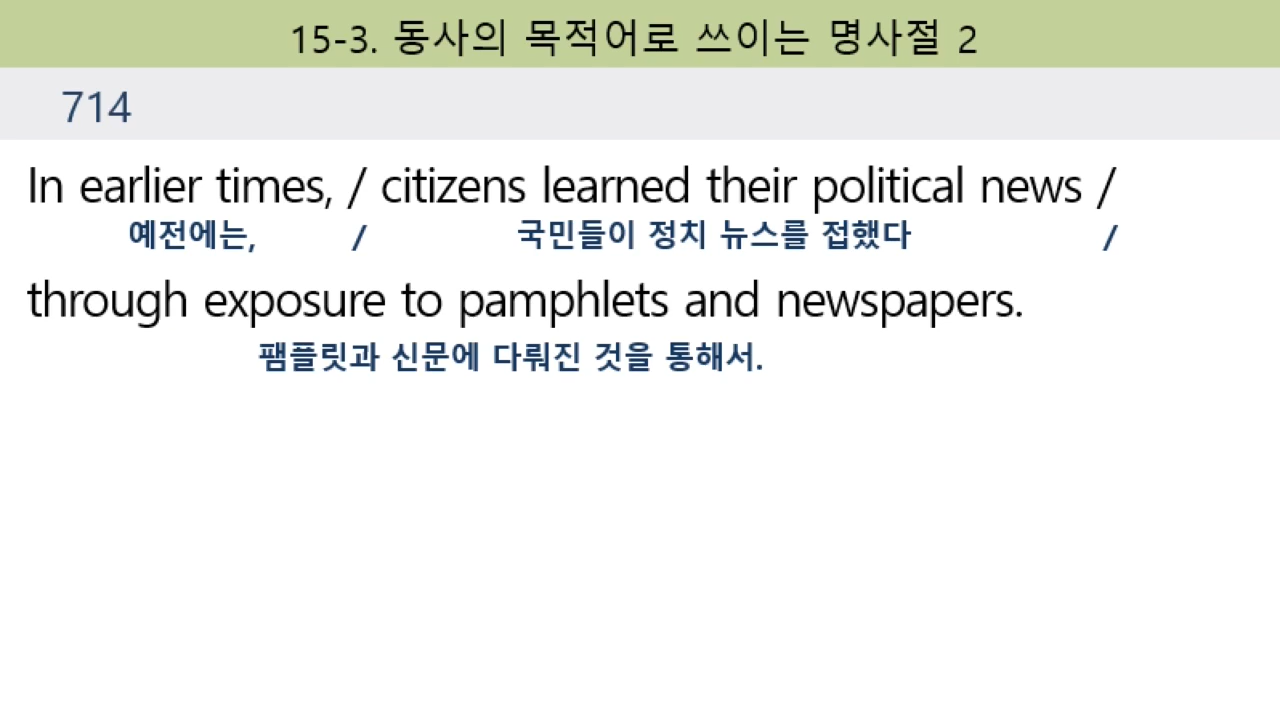 15-3. 동사의 목적어로 쓰이는 명사절 2
714
In earlier times, / citizens learned their political news /
예전에는, / 국민들이 정치 뉴스를 접했다 /
through exposure to pamphlets and newspapers.
팸플릿과 신문에 다뤄진 것을 통해서.